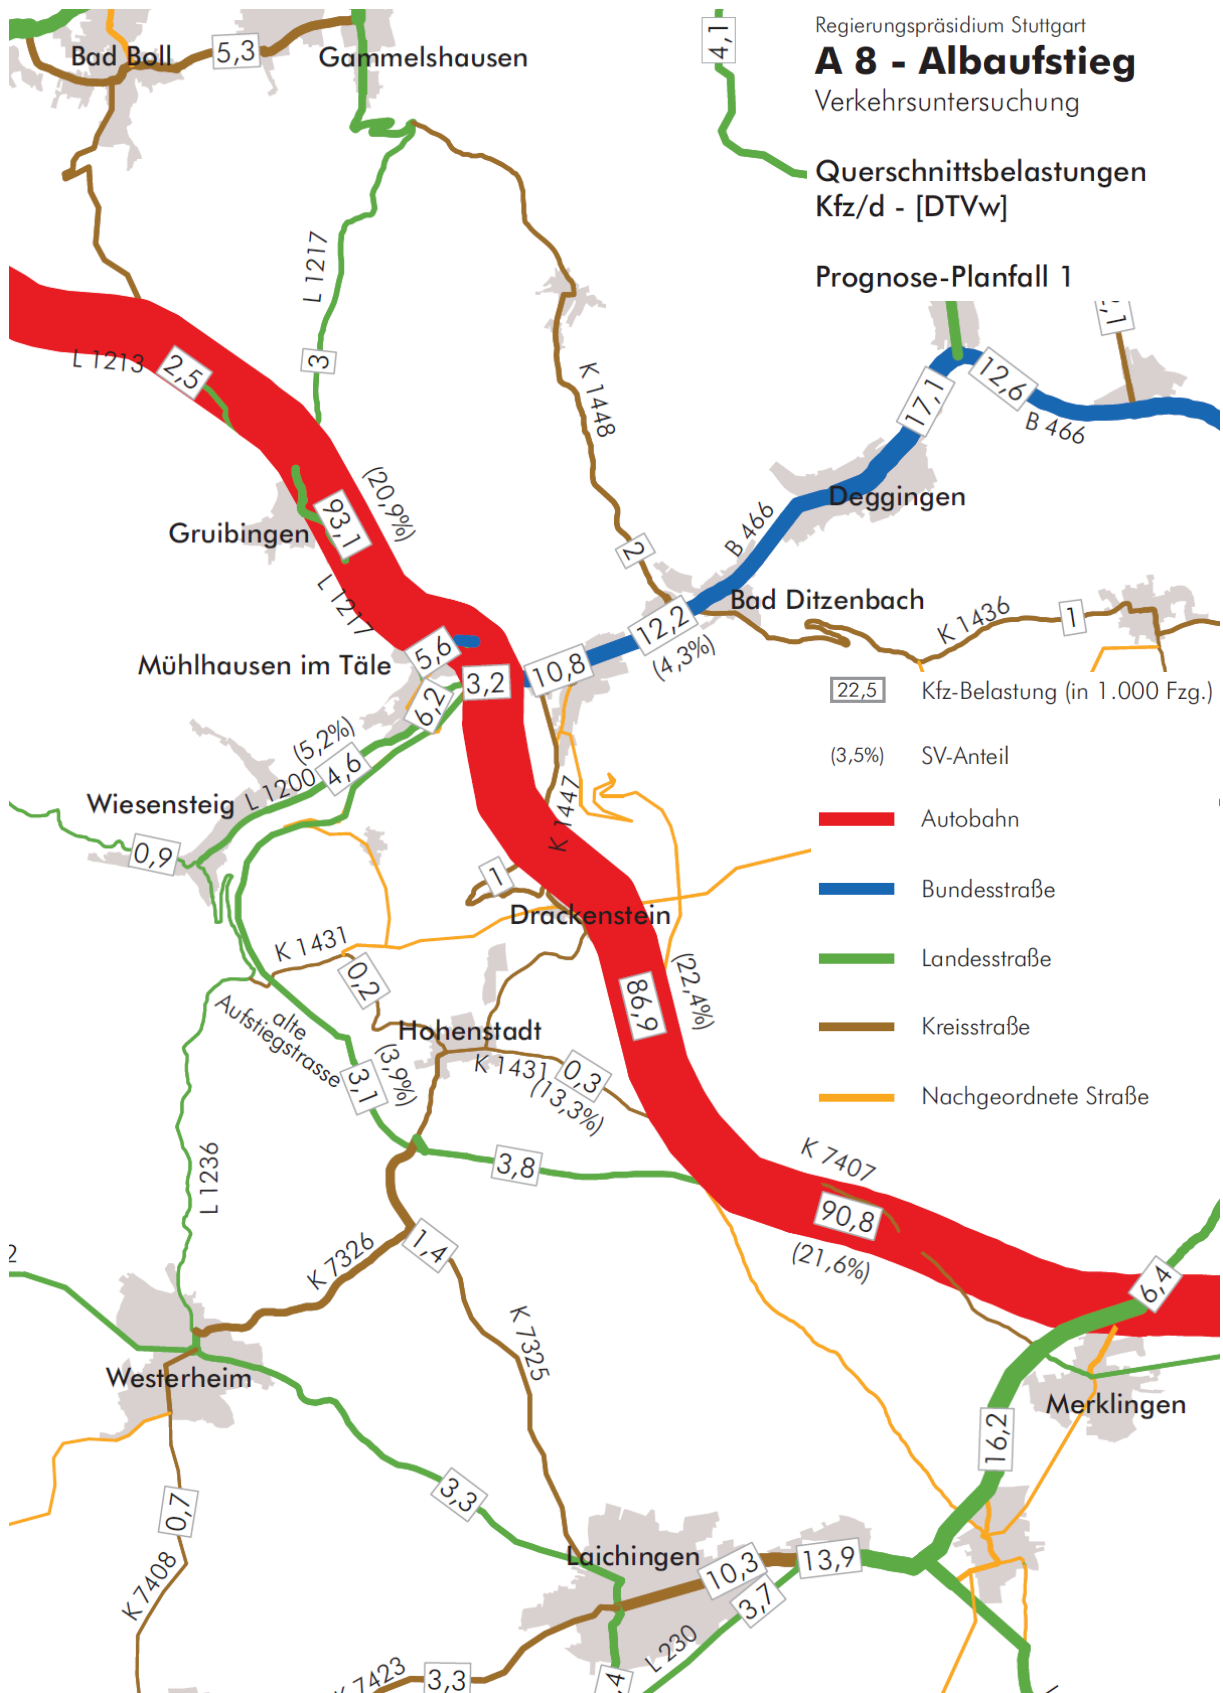 Regierungspräsidium Stuttgart
A 8 - Albaufstieg
Verkehrsuntersuchung
Querschnittsbelastungen
Kfz/d - [DTVw]
Prognose-Planfall 1
Bad Boll
5,3
Gammelshausen
4,1
L 1217
3
L 1213
2,5
K 1448
12,6
B 466
17,1
Deggingen
(20,9%)
93,1
Gruibingen
B 466
2
L 1217
Bad Ditzenbach
K 1436
1
12,2
(4,3%)
5,6
Mühlhausen im Täle
3,2
10,8
6,2
22,5
Kfz-Belastung (in 1.000 Fzg.)
(3,5%)
SV-Anteil
Autobahn
Bundesstraße
Landesstraße
Kreisstraße
Nachgeordnete Straße
(5,2%)
4,6
L 1200
Wiesensteig
0,9
K 1447
1
Drackenstein
K 1431
0,2
(22,4%)
86,9
alte
Aufstiegstrasse
Hohenstadt
K 1431
0,3
(13,3%)
(3,9%)
3,1
3,8
K 7407
90,8
(21,6%)
L 1236
2
K 7326
1,4
6,4
K 7325
Westerheim
Merklingen
16,2
3,3
0,7
K 7408
Laichingen
10,3
13,9
3,7
L 230
K 7423
3,3